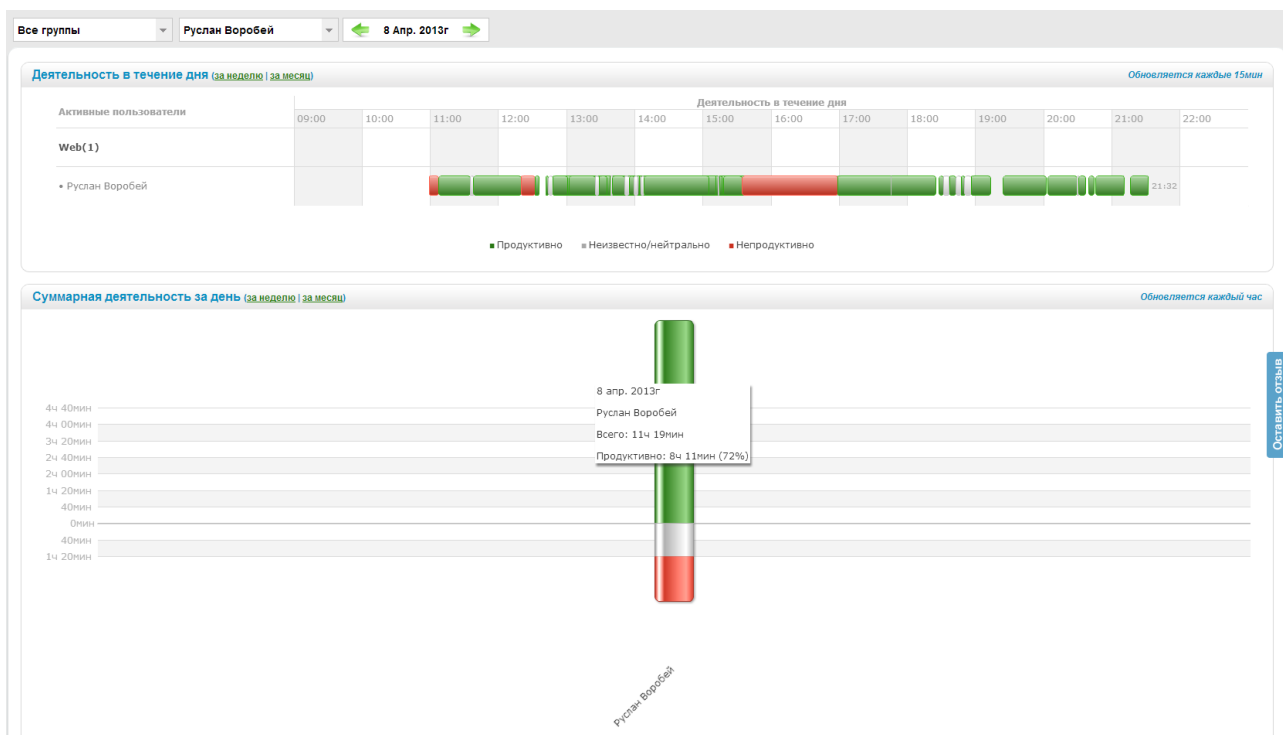 Все группы Руслан Воробей 8 Апр. 2013г
Деятельность в течение дня (за неделю | за месяц) Обновляется каждые 15мин
Деятельность в течение дня
Активные пользователи
09:00 10:00 11:00 12:00 13:00 14:00 15:00 16:00 17:00 18:00 19:00 20:00 21:00 22:00
Web(1)
• Руслан Воробей 21:32
Продуктивно Неизвестно/нейтрально Непродуктивно
Суммарная деятельность за день (за неделю | за месяц) Обновляется каждый час
8 апр. 2013г
Руслан Воробей
Всего: 11ч 19мин
Продуктивно: 8ч 11мин (72%)
4ч 40мин
4ч 00мин
3ч 20мин
2ч 40мин
2ч 00мин
1ч 20мин
40мин
0мин
40мин
1ч 20мин
Руслан Воробей
Оставить отзыв